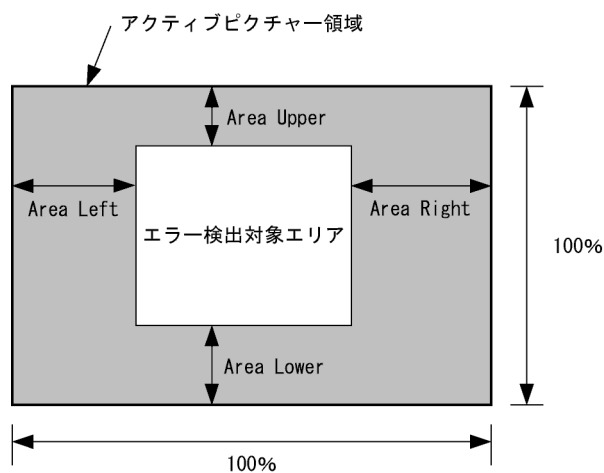 アクティブピクチャー領域
Area Upper
Area Left
エラー検出対象エリア
Area Right
100%
Area Lower
100%